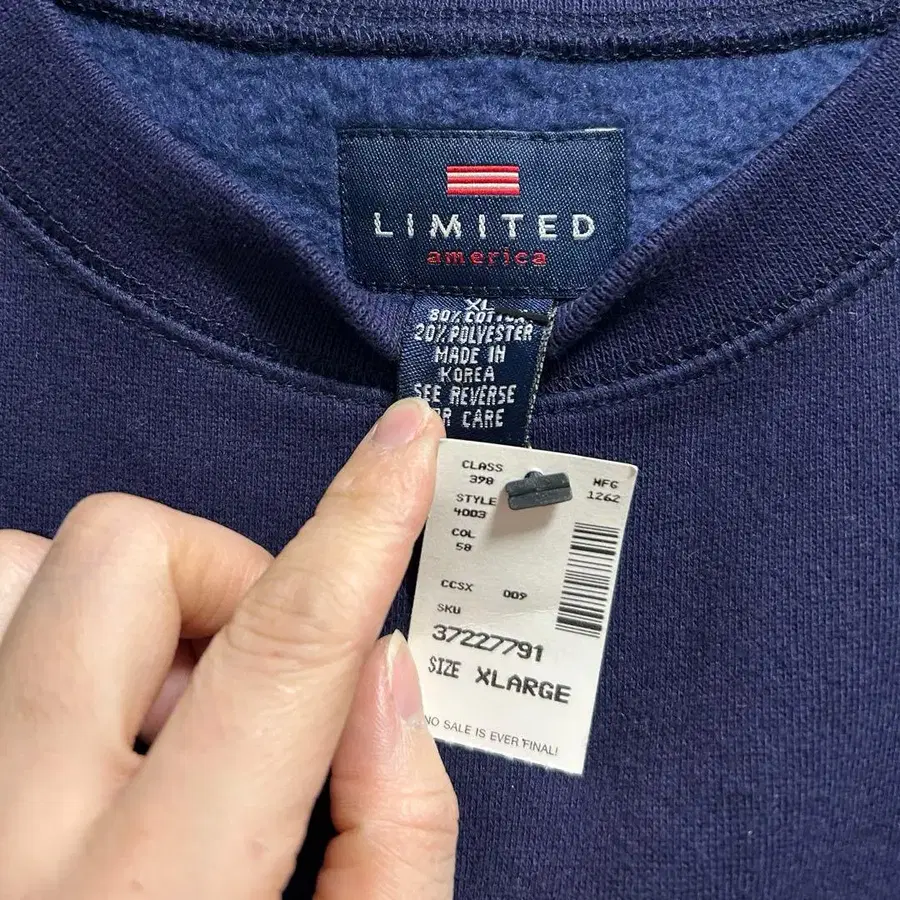 LIMITED
america
XL
80% COTTON
20% POLYESTER
MADE IN
KOREA
SEE REVERSE
FOR CARE
CLASS
398
MFG
1262
STYLE
4003
COL
58
CCSX 009
SKU
37227791
SIZE XLARGE
NO SALE IS EVER FINAL!